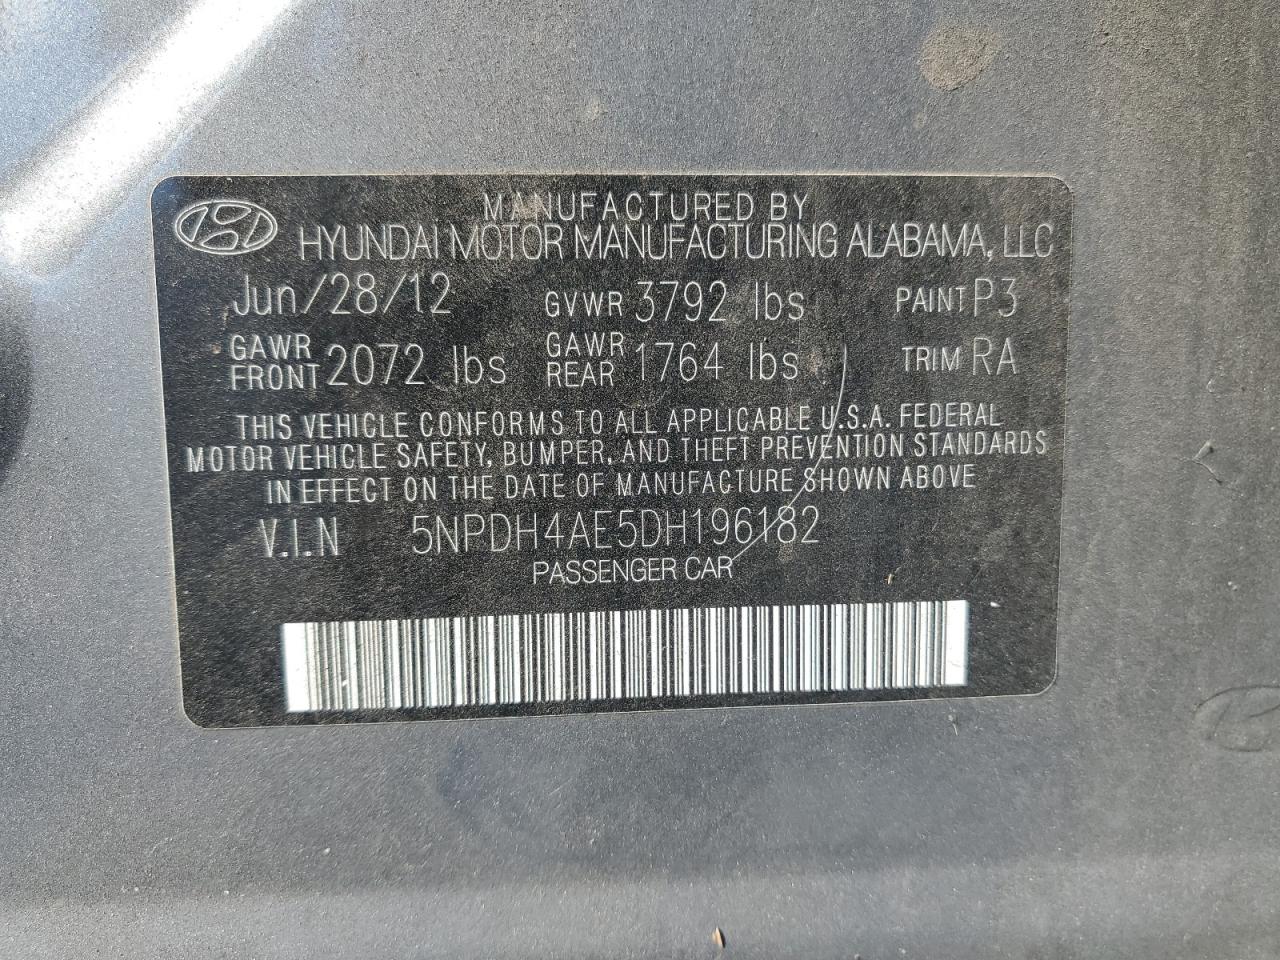 MANUFACTURED BY
HYUNDAI MOTOR MANUFACTURING ALABAMA, LLC
Jun/28/12 GVWR 3792 lbs PAINT P3
GAWR FRONT 2072 lbs GAWR REAR 1764 lbs TRIM RA
THIS VEHICLE CONFORMS TO ALL APPLICABLE U.S.A. FEDERAL
MOTOR VEHICLE SAFETY, BUMPER, AND THEFT PREVENTION STANDARDS
IN EFFECT ON THE DATE OF MANUFACTURE SHOWN ABOVE
V.I.N 5NPDH4AE5DH196182
PASSENGER CAR